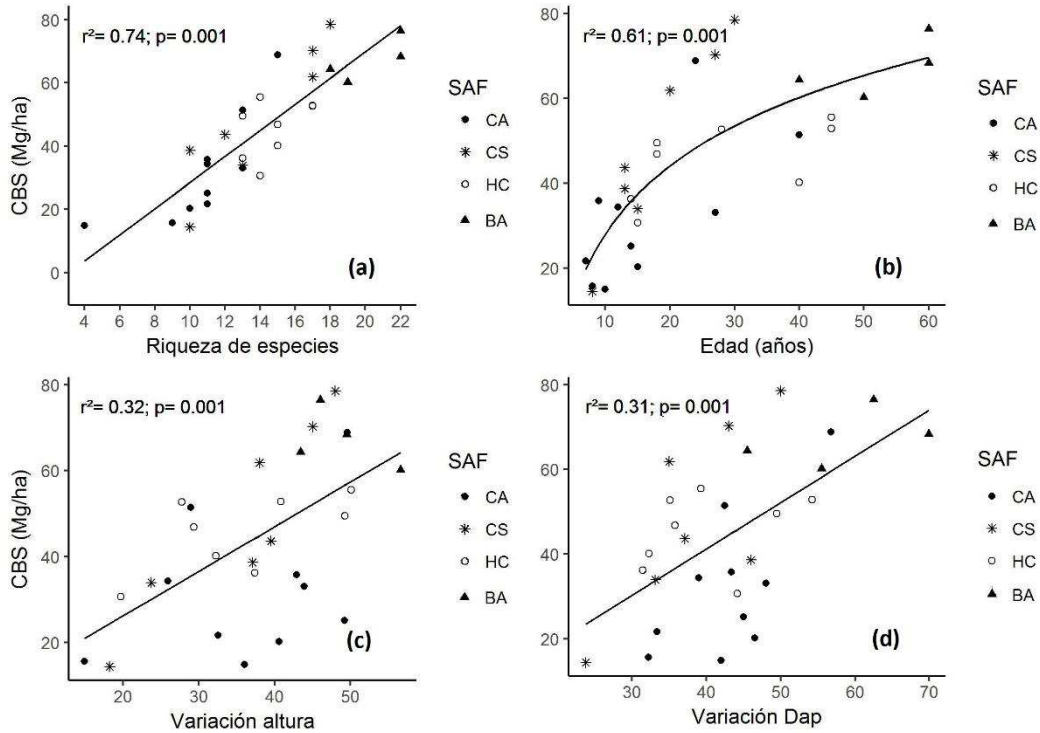 r²= 0.74; p= 0.001
CBS (Mg/ha)
80
60
40
20
0
4 6 8 10 12 14 16 18 20 22
Riqueza de especies
(a)
SAF
CA
CS
HC
BA
r²= 0.61; p= 0.001
80
60
40
20
10 20 30 40 50 60
Edad (años)
(b)
SAF
CA
CS
HC
BA
r²= 0.32; p= 0.001
CBS (Mg/ha)
80
60
40
20
20 30 40 50
Variación altura
(c)
SAF
CA
CS
HC
BA
r²= 0.31; p= 0.001
80
60
40
20
30 40 50 60 70
Variación Dap
(d)
SAF
CA
CS
HC
BA